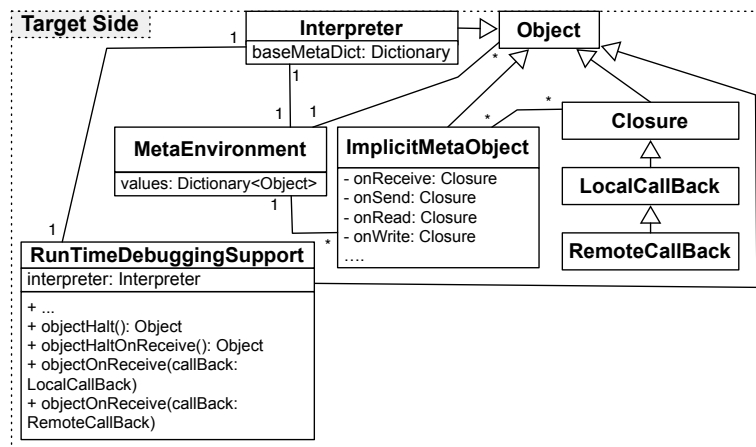 Target Side
Interpreter
baseMetaDict: Dictionary
Object
1
1
*
1
1
*
*
MetaEnvironment
values: Dictionary<Object>
ImplicitMetaObject
- onReceive: Closure
- onSend: Closure
- onRead: Closure
- onWrite: Closure
....
Closure
LocalCallBack
RemoteCallBack
1
1
*
RunTimeDebuggingSupport
interpreter: Interpreter
+ ...
+ objectHalt(): Object
+ objectHaltOnReceive(): Object
+ objectOnReceive(callBack:
LocalCallBack)
+ objectOnReceive(callBack:
RemoteCallBack)